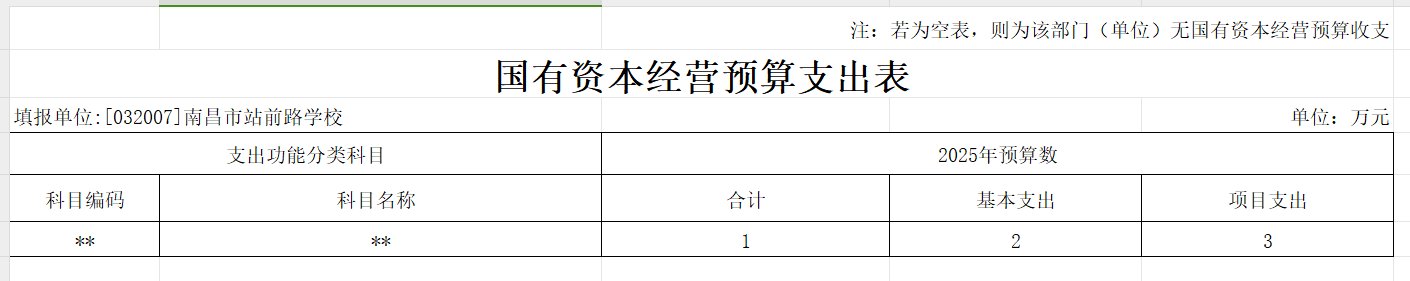 注：若为空表，则为该部门（单位）无国有资本经营预算收支
国有资本经营预算支出表
填报单位:[032007]南昌市站前路学校 单位：万元
支出功能分类科目 2025年预算数
科目编码 科目名称 合计 基本支出 项目支出
** ** 1 2 3